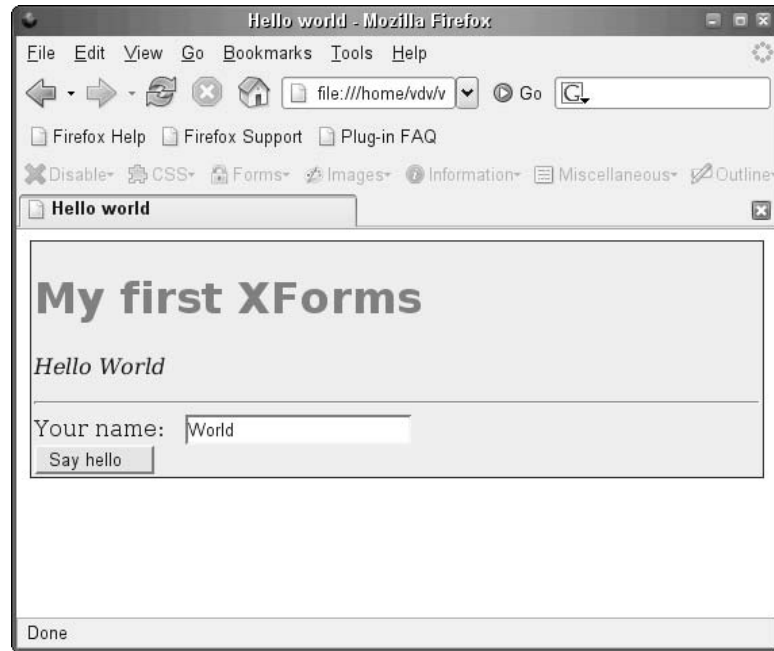 Hello world - Mozilla Firefox
File Edit View Go Bookmarks Tools Help
file:///home/vdv/v Go G
Firefox Help Firefox Support Plug-in FAQ
Disable CSS Forms Images Information Miscellaneous Outline
Hello world
My first XForms
Hello World
Your name: World
Say hello
Done